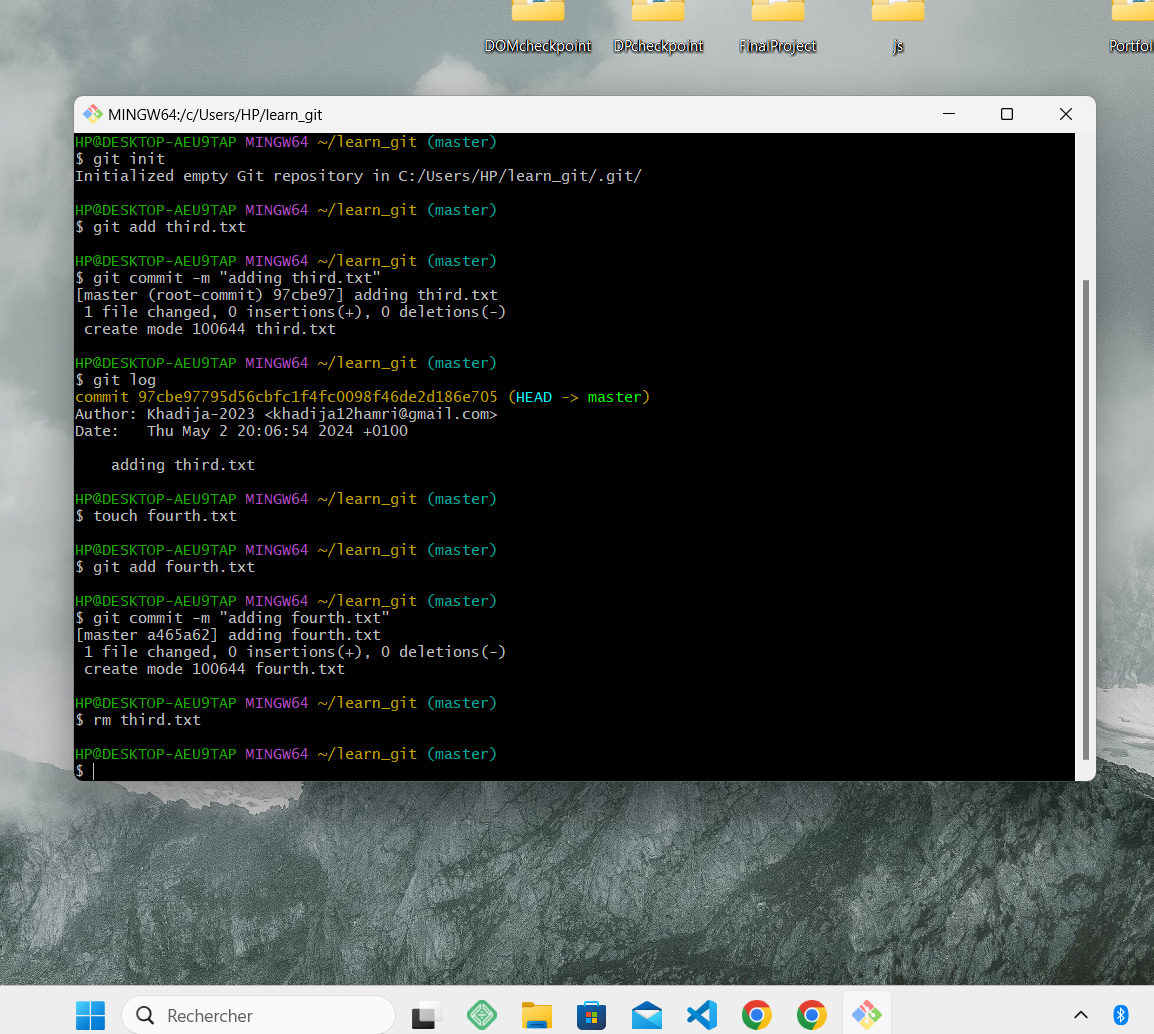 DOMcheckpoint DPcheckpoint FinalProject js Portfol
MINGW64:/c/Users/HP/learn_git
HP@DESKTOP-AEU9TAP MINGW64 ~/learn_git (master)
$ git init
Initialized empty Git repository in C:/Users/HP/learn_git/.git/
HP@DESKTOP-AEU9TAP MINGW64 ~/learn_git (master)
$ git add third.txt
HP@DESKTOP-AEU9TAP MINGW64 ~/learn_git (master)
$ git commit -m "adding third.txt"
[master (root-commit) 97cbe97] adding third.txt
1 file changed, 0 insertions(+), 0 deletions(-)
create mode 100644 third.txt
HP@DESKTOP-AEU9TAP MINGW64 ~/learn_git (master)
$ git log
commit 97cbe97795d56cbfc1f4fc0098f46de2d186e705 (HEAD -> master)
Author: Khadija-2023 <khadija12hamri@gmail.com>
Date:   Thu May 2 20:06:54 2024 +0100
adding third.txt
HP@DESKTOP-AEU9TAP MINGW64 ~/learn_git (master)
$ touch fourth.txt
HP@DESKTOP-AEU9TAP MINGW64 ~/learn_git (master)
$ git add fourth.txt
HP@DESKTOP-AEU9TAP MINGW64 ~/learn_git (master)
$ git commit -m "adding fourth.txt"
[master a465a62] adding fourth.txt
1 file changed, 0 insertions(+), 0 deletions(-)
create mode 100644 fourth.txt
HP@DESKTOP-AEU9TAP MINGW64 ~/learn_git (master)
$ rm third.txt
HP@DESKTOP-AEU9TAP MINGW64 ~/learn_git (master)
$
Rechercher